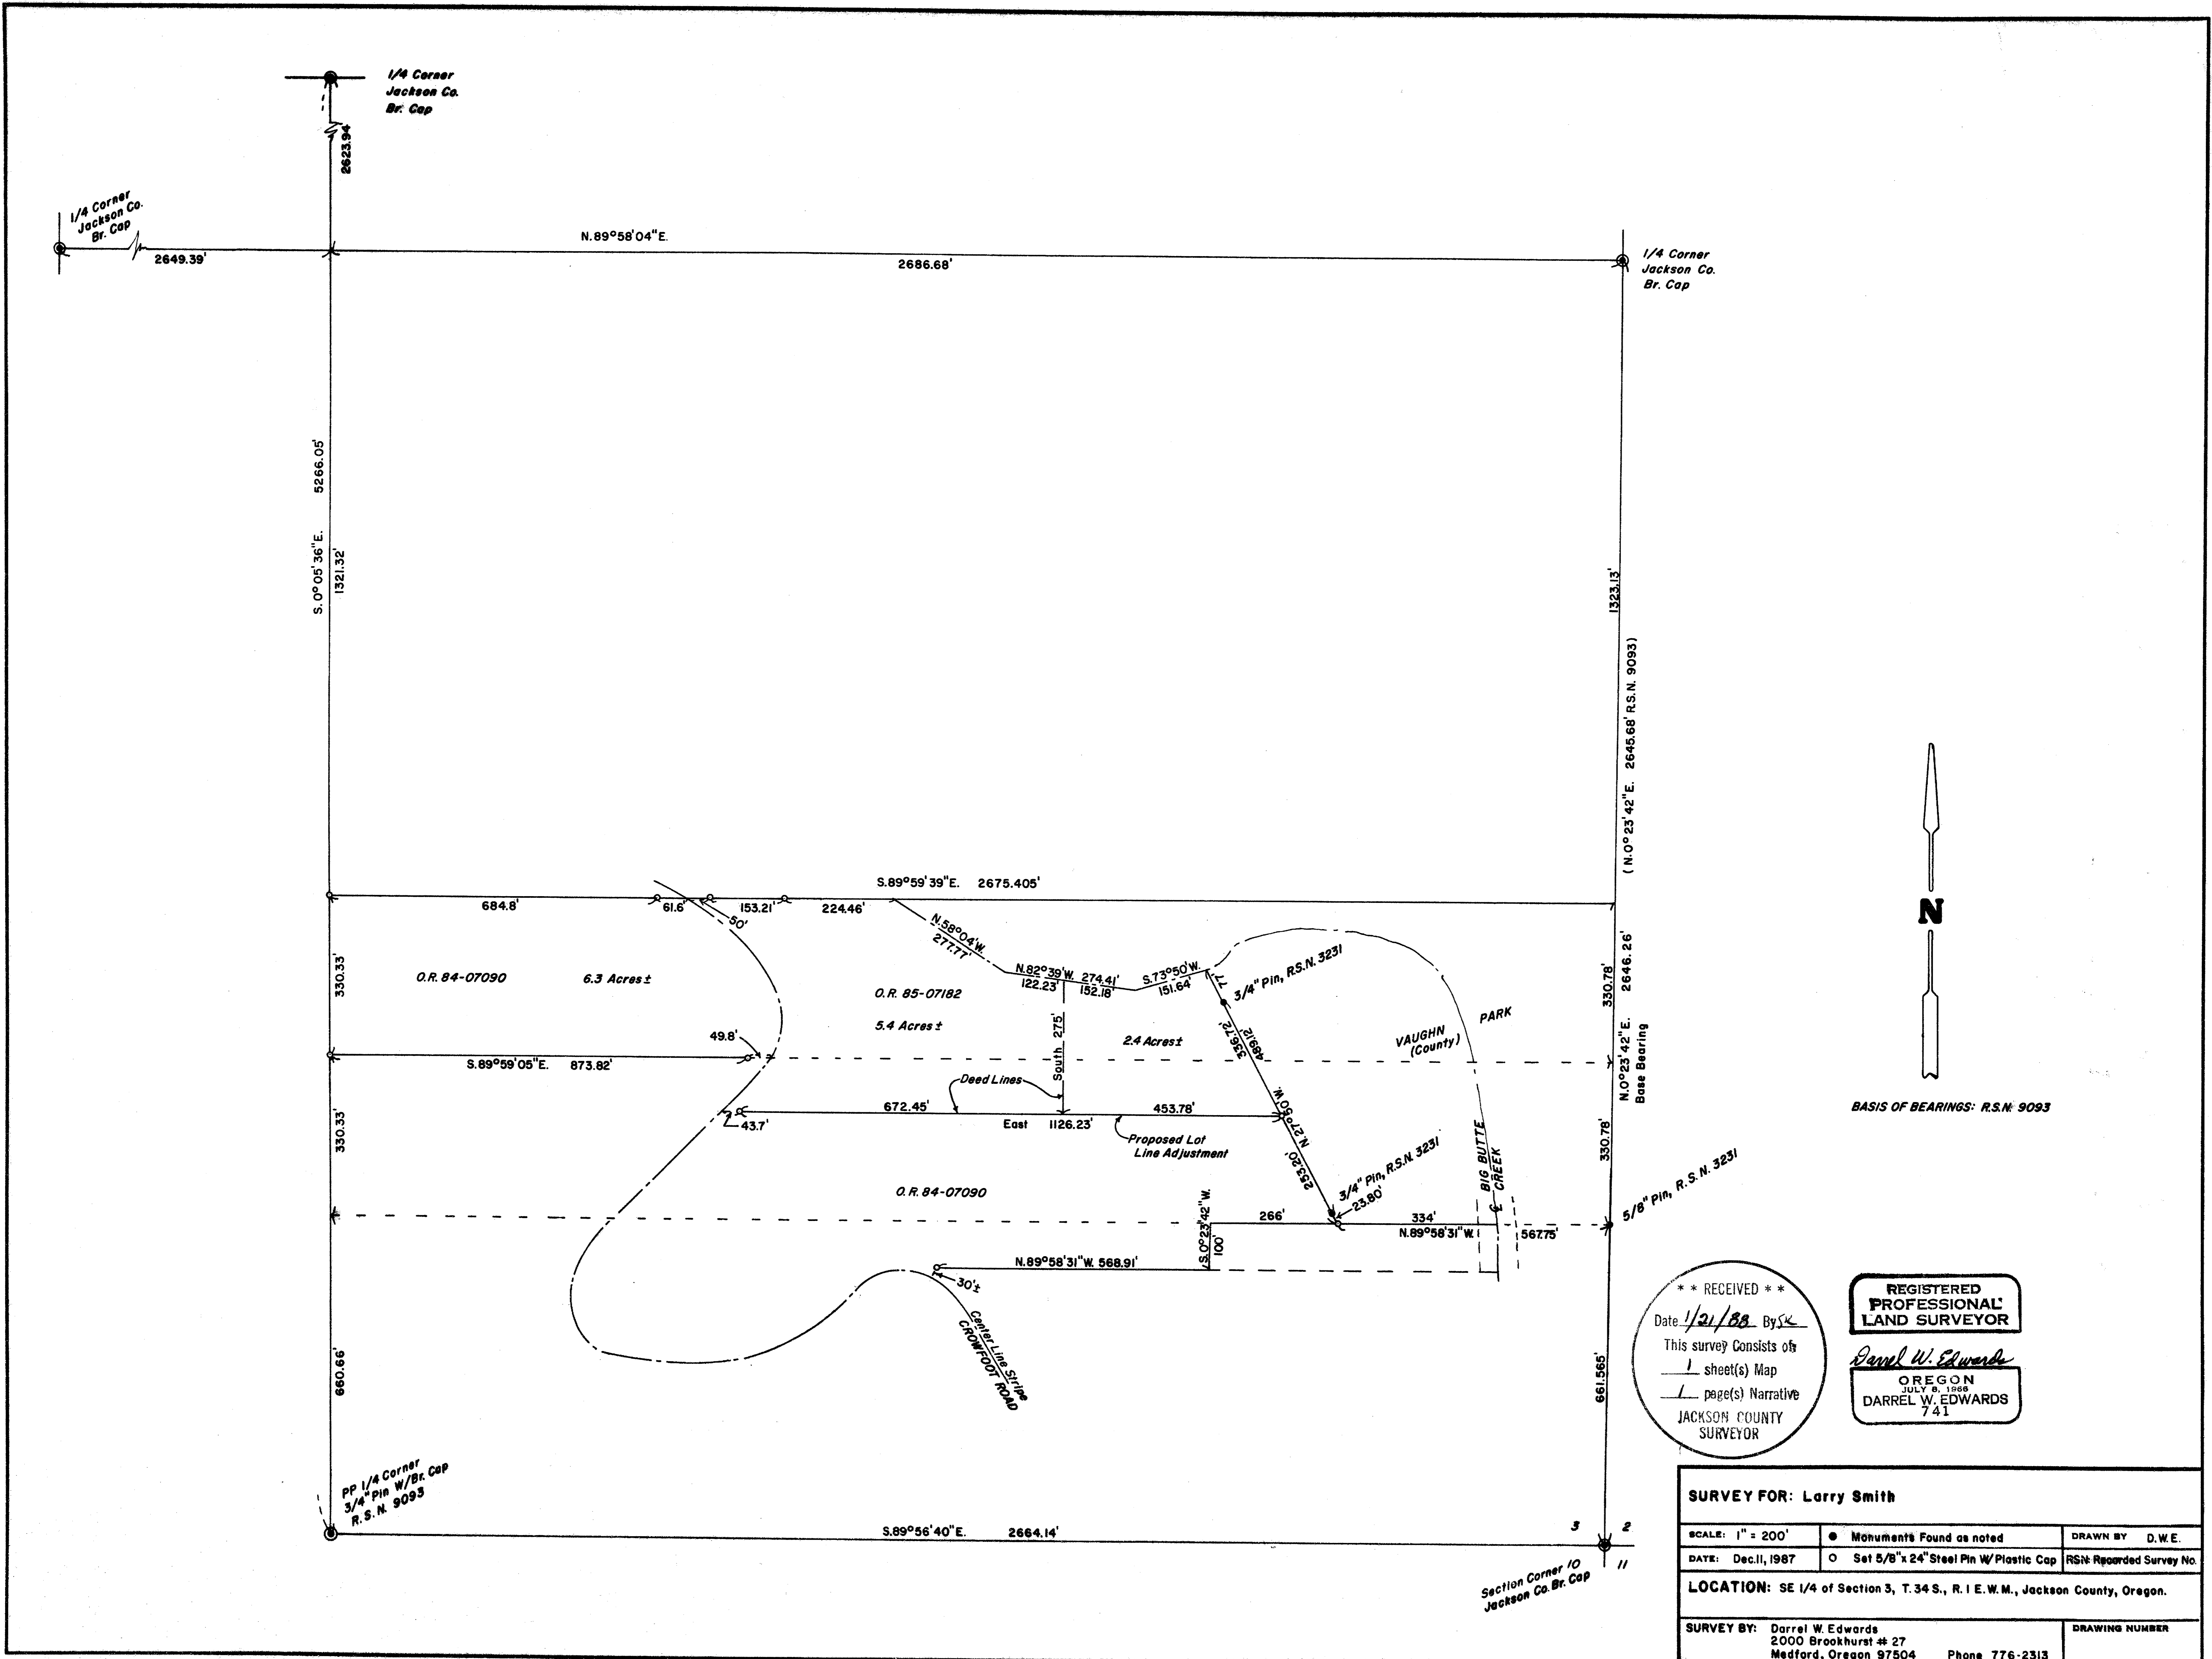 1/4 Corner
Jackson Co.
Br. Cap
2623.94
1/4 Corner
Jackson Co.
Br. Cap
2649.39'
N.89°58'04"E.
2686.68'
1/4 Corner
Jackson Co.
Br. Cap
S.0°05'36"E. 5266.05'
1321.32'
1323.13'
(N.0°23'42"E. 2645.68' R.S.N. 9093)
S.89°59'39"E. 2675.405'
684.8'
61.6'
50'
153.21'
224.46'
N.58°04'W.
277.77'
N.82°39'W. 274.41'
122.23'
152.18'
S.73°50'W.
151.64'
77'
3/4" Pin, R.S.N. 3231
330.33'
O.R. 84-07090 6.3 Acres±
O.R. 85-07182
5.4 Acres±
South 275'
2.4 Acres±
336.72'
489.12'
VAUGHN PARK
(County)
330.78'
N.0°23'42"E. 2646.26'
Base Bearing
N
BASIS OF BEARINGS: R.S.N. 9093
49.8'
S.89°59'05"E. 873.82'
Deed Lines
672.45'
453.78'
43.7'
East 1126.23'
Proposed Lot
Line Adjustment
N.27°50'W.
253.20'
330.33'
330.78'
O.R. 84-07090
3/4" Pin, R.S.N. 3231
23.80'
BIG BUTTE
CREEK
5/8" Pin, R.S.N. 3231
S.0°23'42"W.
100'
266'
334'
N.89°58'31"W.
567.75'
N.89°58'31"W. 568.91'
30'±
Center Line Stripe
CROWFOOT ROAD
660.66'
661.565'
PP 1/4 Corner
3/4" Pin W/Br. Cap
R.S.N. 9093
S.89°56'40"E. 2664.14'
3 2
10 11
Section Corner
Jackson Co. Br. Cap
* * RECEIVED * *
Date 1/21/88 By SK
This survey Consists of:
1 sheet(s) Map
1 page(s) Narrative
JACKSON COUNTY
SURVEYOR
REGISTERED
PROFESSIONAL
LAND SURVEYOR
Darrel W. Edwards
OREGON
JULY 8, 1966
DARREL W. EDWARDS
741
SURVEY FOR: Larry Smith
SCALE: 1" = 200' ● Monuments Found as noted DRAWN BY D.W.E.
DATE: Dec.11, 1987 O Set 5/8" x 24" Steel Pin W/Plastic Cap RSN: Recorded Survey No.
LOCATION: SE 1/4 of Section 3, T. 34 S., R. 1 E. W. M., Jackson County, Oregon.
SURVEY BY: Darrel W. Edwards DRAWING NUMBER
2000 Brookhurst # 27
Medford, Oregon 97504 Phone 776-2313